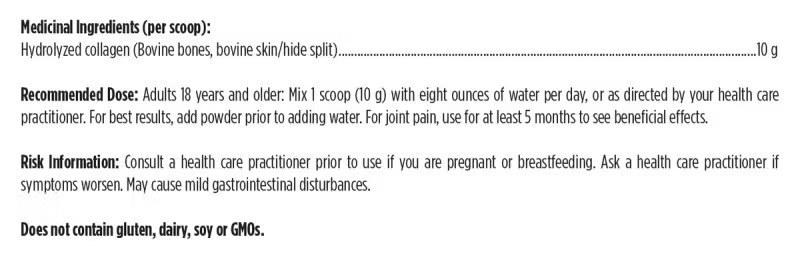 Medicinal Ingredients (per scoop):
Hydrolyzed collagen (Bovine bones, bovine skin/hide split)....................................................................................................................................10 g
Recommended Dose: Adults 18 years and older: Mix 1 scoop (10 g) with eight ounces of water per day, or as directed by your health care
practitioner. For best results, add powder prior to adding water. For joint pain, use for at least 5 months to see beneficial effects.
Risk Information: Consult a health care practitioner prior to use if you are pregnant or breastfeeding. Ask a health care practitioner if
symptoms worsen. May cause mild gastrointestinal disturbances.
Does not contain gluten, dairy, soy or GMOs.